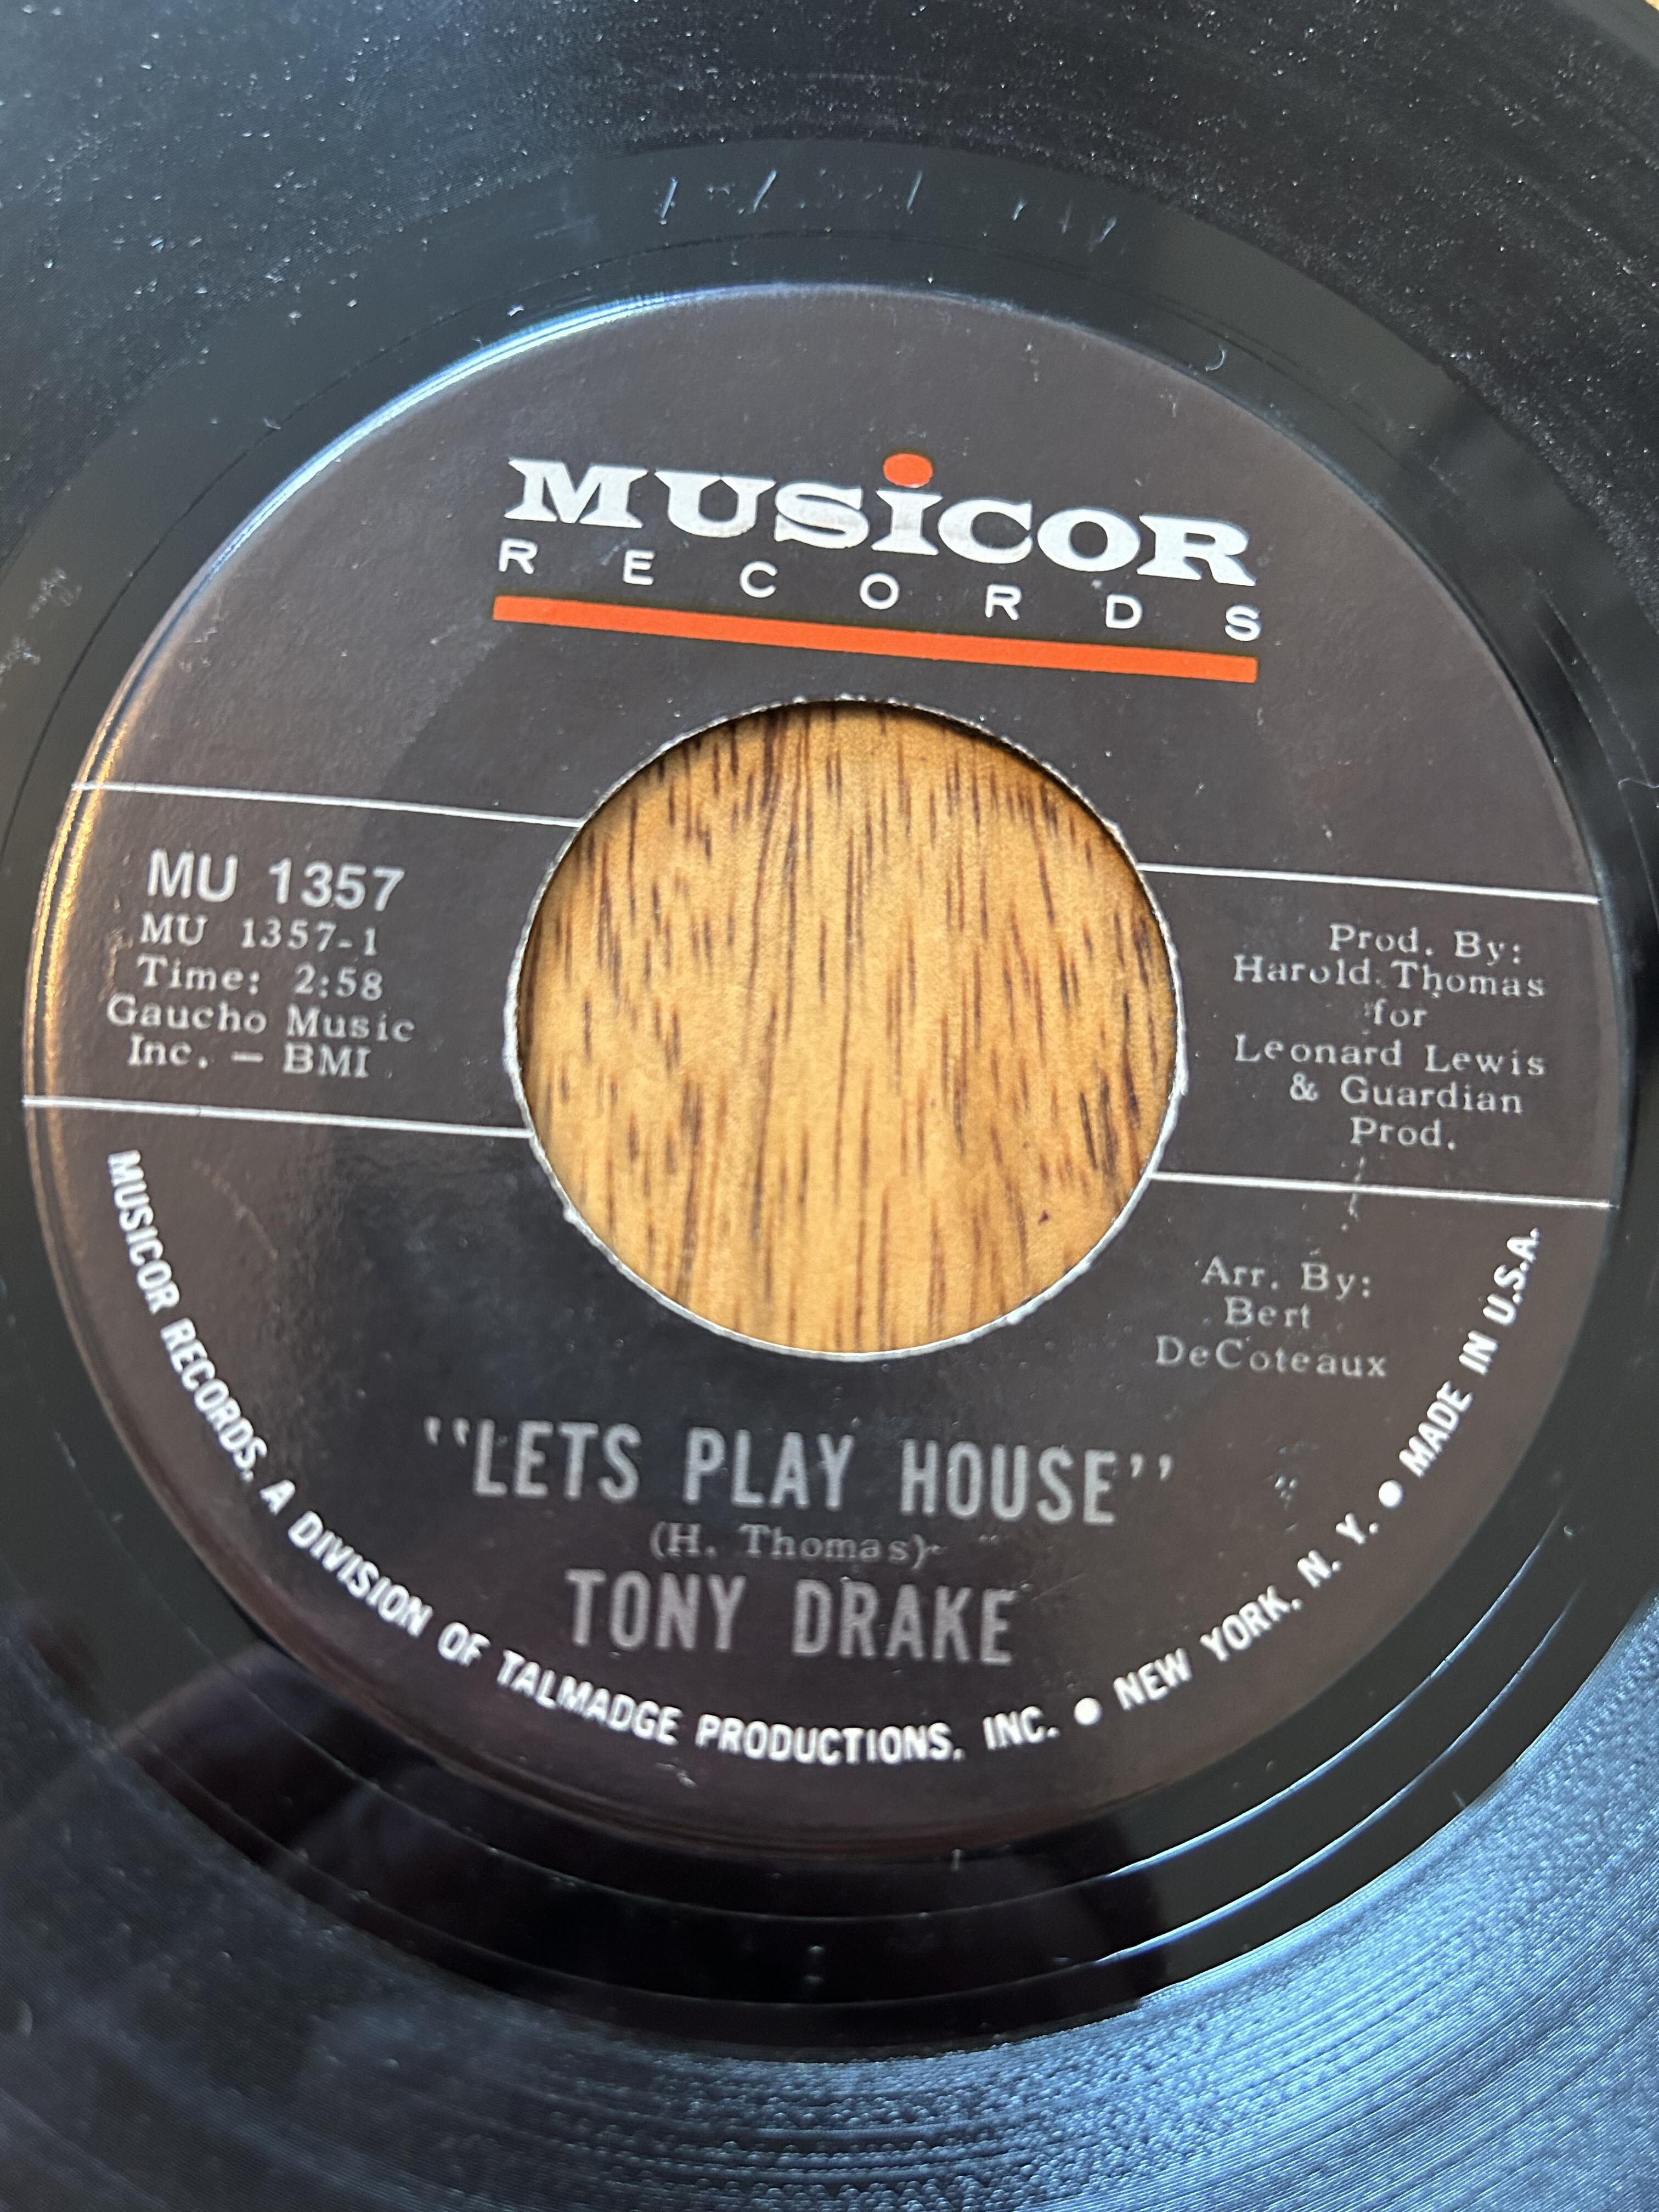 MUSiCOR
RECORDS
MU 1357
MU 1357-1
Time: 2:58
Gaucho Music
Inc. — BMI
Prod. By:
Harold Thomas
for
Leonard Lewis
& Guardian
Prod.
Arr. By:
Bert
DeCoteaux
"LETS PLAY HOUSE"
(H. Thomas)
TONY DRAKE
MUSICOR RECORDS, A DIVISION OF TALMADGE PRODUCTIONS, INC. ● NEW YORK, N. Y. ● MADE IN U.S.A.